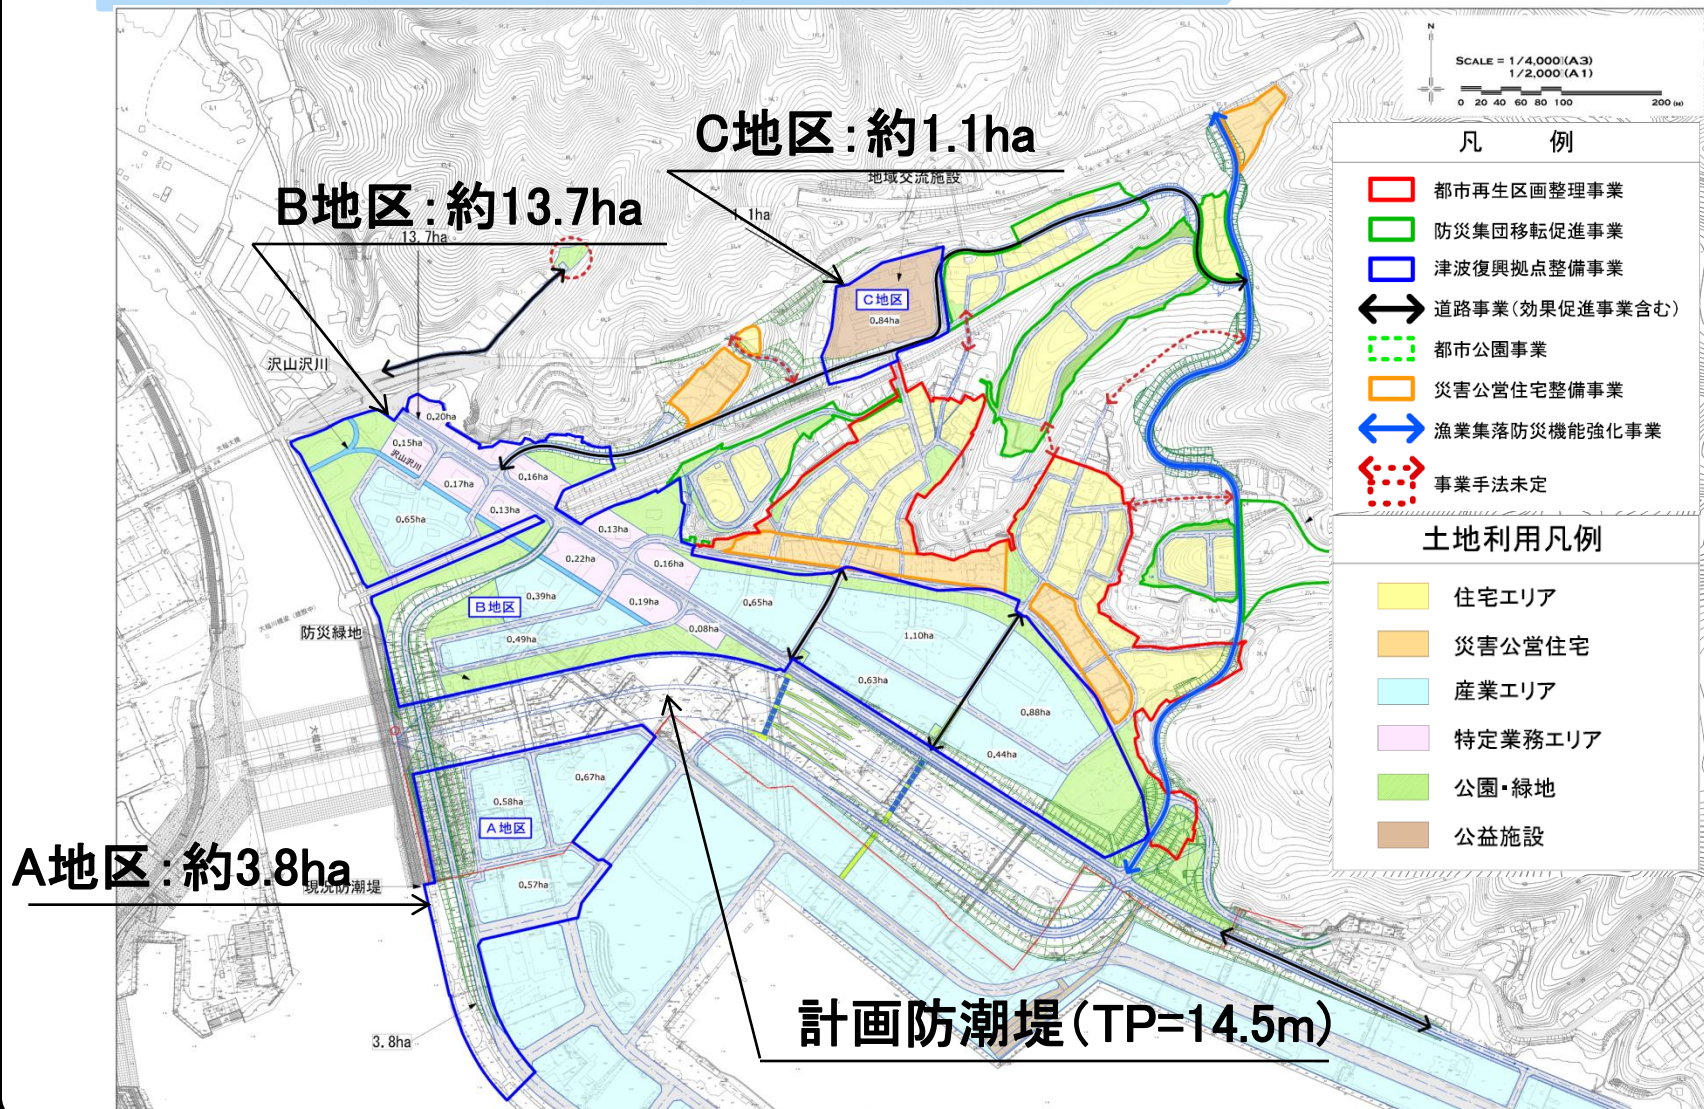 N
SCALE = 1/4,000(A3)
1/2,000(A1)
0 20 40 60 80 100 200 (M)
凡 例
都市再生区画整理事業
防災集団移転促進事業
津波復興拠点整備事業
道路事業(効果促進事業含む)
都市公園事業
災害公営住宅整備事業
漁業集落防災機能強化事業
事業手法未定
土地利用凡例
住宅エリア
災害公営住宅
産業エリア
特定業務エリア
公園・緑地
公益施設
C地区:約1.1ha
地域交流施設
1.1ha
B地区:約13.7ha
13.7ha
C地区
0.84ha
沢山沢川
0.20ha
0.15ha
沢山沢川
0.16ha
0.17ha
0.13ha
0.65ha
0.13ha
0.22ha
0.16ha
0.39ha
B地区
0.19ha
0.65ha
防災緑地
0.49ha
0.08ha
1.10ha
0.63ha
0.88ha
0.44ha
0.67ha
0.58ha
A地区
A地区:約3.8ha
現況防潮堤
0.57ha
計画防潮堤(TP=14.5m)
3.8ha